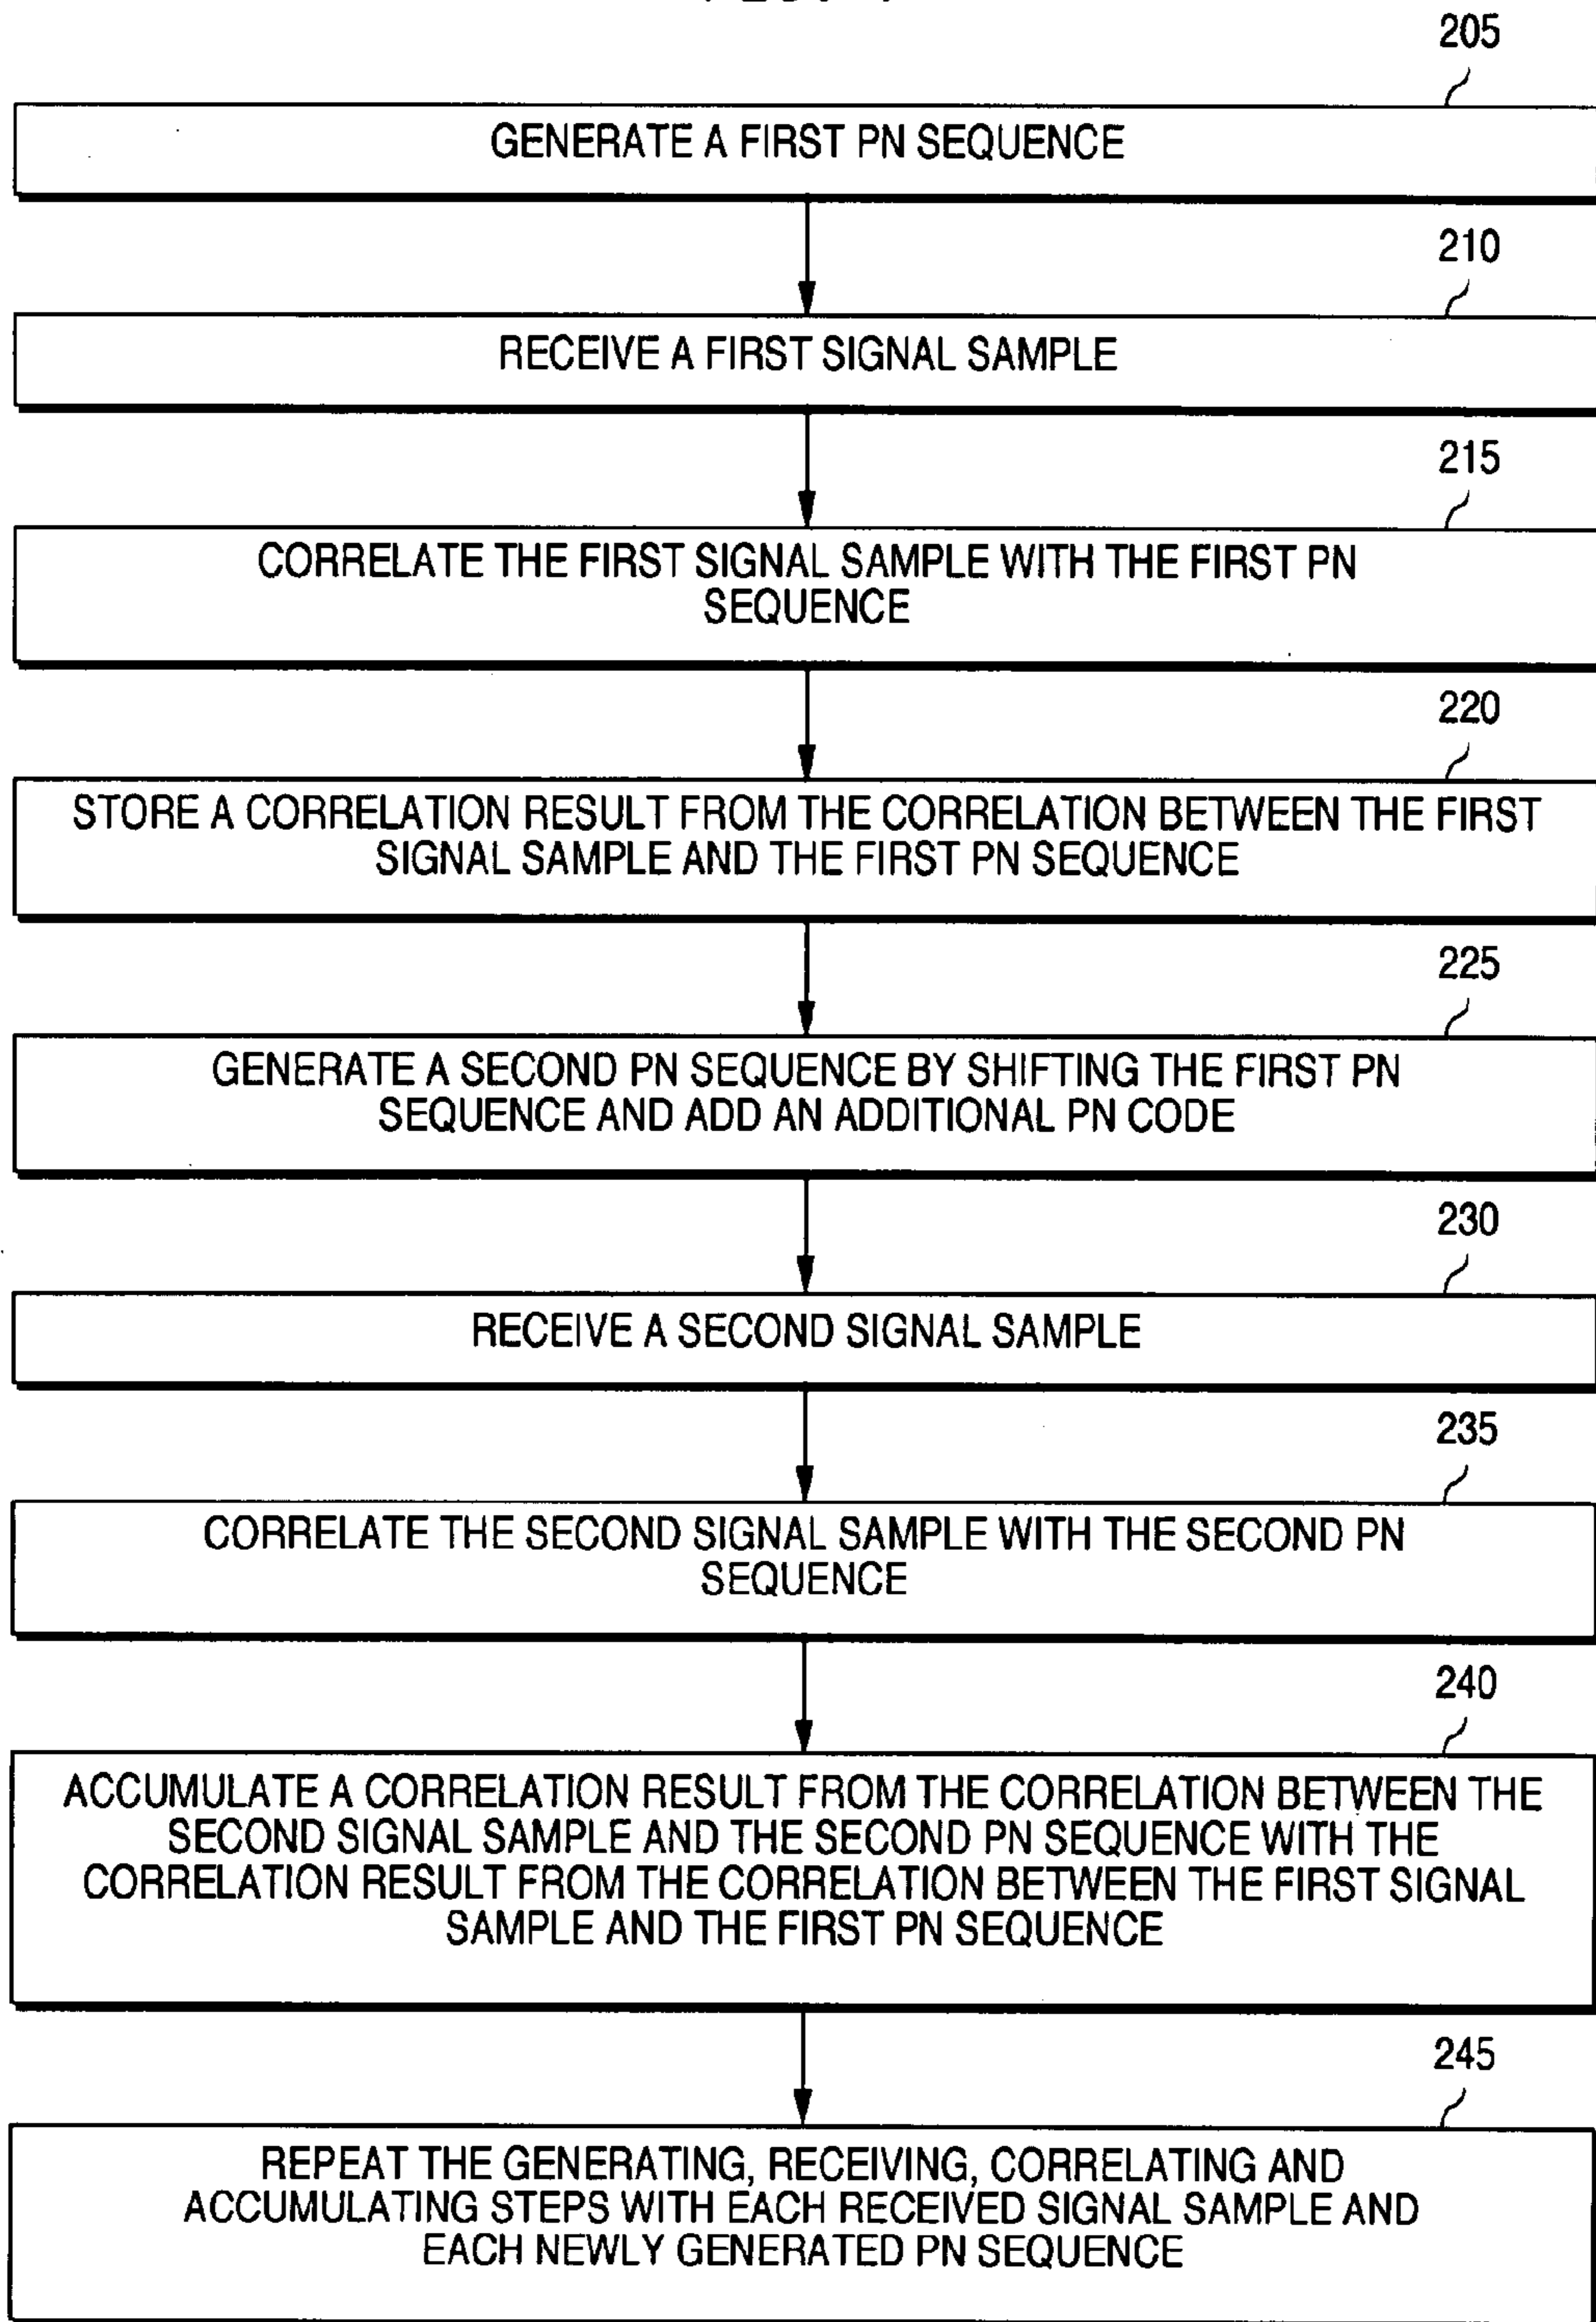 205
GENERATE A FIRST PN SEQUENCE
210
RECEIVE A FIRST SIGNAL SAMPLE
215
CORRELATE THE FIRST SIGNAL SAMPLE WITH THE FIRST PN
SEQUENCE
220
STORE A CORRELATION RESULT FROM THE CORRELATION BETWEEN THE FIRST
SIGNAL SAMPLE AND THE FIRST PN SEQUENCE
225
GENERATE A SECOND PN SEQUENCE BY SHIFTING THE FIRST PN
SEQUENCE AND ADD AN ADDITIONAL PN CODE
230
RECEIVE A SECOND SIGNAL SAMPLE
235
CORRELATE THE SECOND SIGNAL SAMPLE WITH THE SECOND PN
SEQUENCE
240
ACCUMULATE A CORRELATION RESULT FROM THE CORRELATION BETWEEN THE
SECOND SIGNAL SAMPLE AND THE SECOND PN SEQUENCE WITH THE
CORRELATION RESULT FROM THE CORRELATION BETWEEN THE FIRST SIGNAL
SAMPLE AND THE FIRST PN SEQUENCE
245
REPEAT THE GENERATING, RECEIVING, CORRELATING AND
ACCUMULATING STEPS WITH EACH RECEIVED SIGNAL SAMPLE AND
EACH NEWLY GENERATED PN SEQUENCE